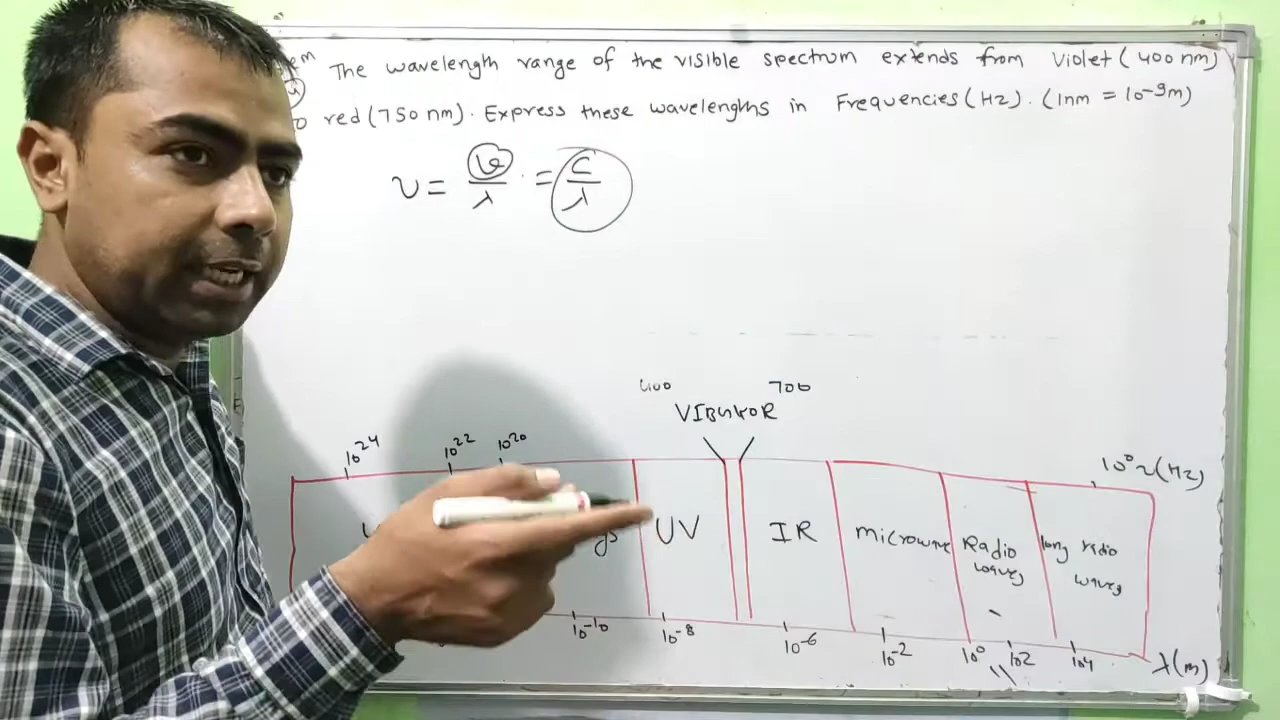 The wavelength range of the visible spectrum extends from Violet (400 nm)
red (750 nm). Express these wavelengths in Frequencies (Hz). (1nm = 10⁻⁹m)
ν = v/λ = c/λ
400 700
VIBGYOR
10²⁴ 10²² 10²⁰ 10⁰ ν(Hz)
UV IR microwave Radio waves long radio waves
10⁻¹⁰ 10⁻⁸ 10⁻⁶ 10⁻² 10⁰ 10² 10⁴ λ(m)